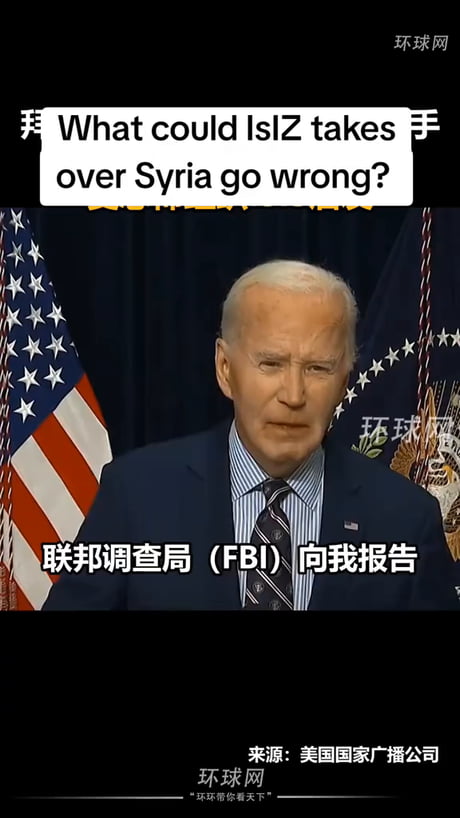 环球网
拜
手
What could IsIZ takes
over Syria go wrong?
环球网
联邦调查局（FBI）向我报告
来源：美国国家广播公司
环球网
“环环带你看天下”